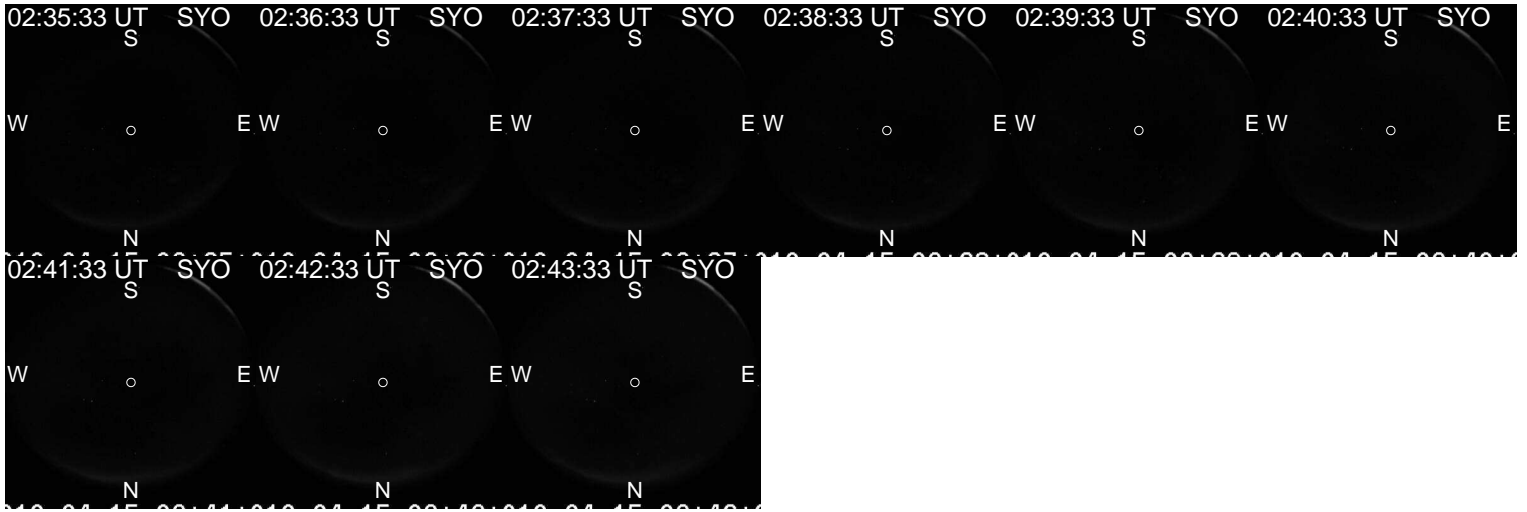 02:35:33 UT SYO 02:36:33 UT SYO 02:37:33 UT SYO 02:38:33 UT SYO 02:39:33 UT SYO 02:40:33 UT SYO
S S S S S S
W E W E W E W E W E W E
N N N N N N
02:41:33 UT SYO 02:42:33 UT SYO 02:43:33 UT SYO
S S S
W E W E W E
N N N